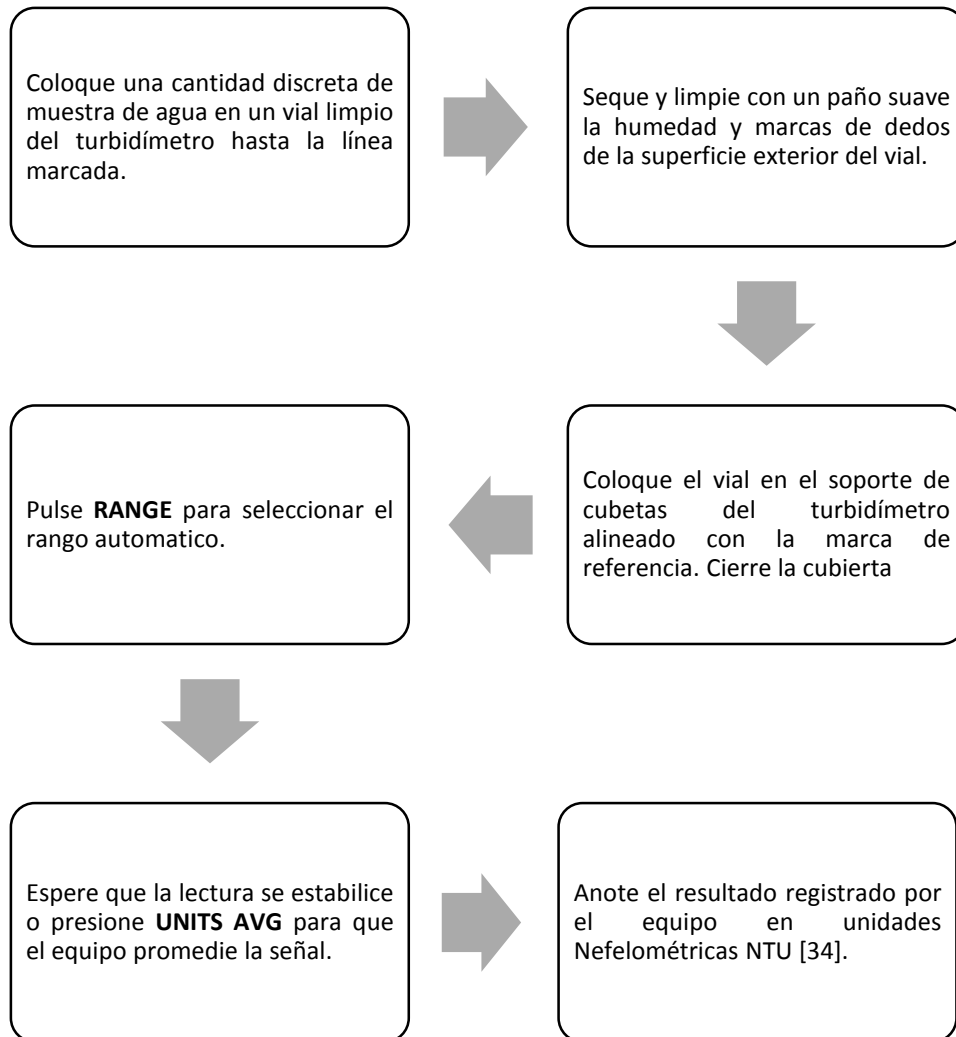 Coloque una cantidad discreta de
muestra de agua en un vial limpio
del turbidímetro hasta la línea
marcada.
Seque y limpie con un paño suave
la humedad y marcas de dedos
de la superficie exterior del vial.
Coloque el vial en el soporte de
cubetas del turbidímetro
alineado con la marca de
referencia. Cierre la cubierta
Pulse RANGE para seleccionar el
rango automatico.
Espere que la lectura se estabilice
o presione UNITS AVG para que
el equipo promedie la señal.
Anote el resultado registrado por
el equipo en unidades
Nefelométricas NTU [34].